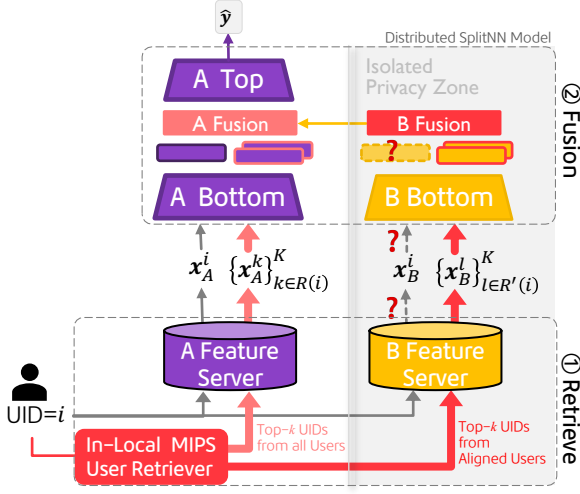 ŷ
Distributed SplitNN Model
A Top
Isolated
Privacy Zone
A Fusion
B Fusion
?
② Fusion
A Bottom
B Bottom
?
x_A^i
{x_A^k}_{k∈R(i)}^K
x_B^i
{x_B^l}_{l∈R′(i)}^K
?
A Feature
Server
B Feature
Server
① Retrieve
UID=i
In-Local MIPS
User Retriever
Top-k UIDs
from all Users
Top-k UIDs
from
Aligned Users